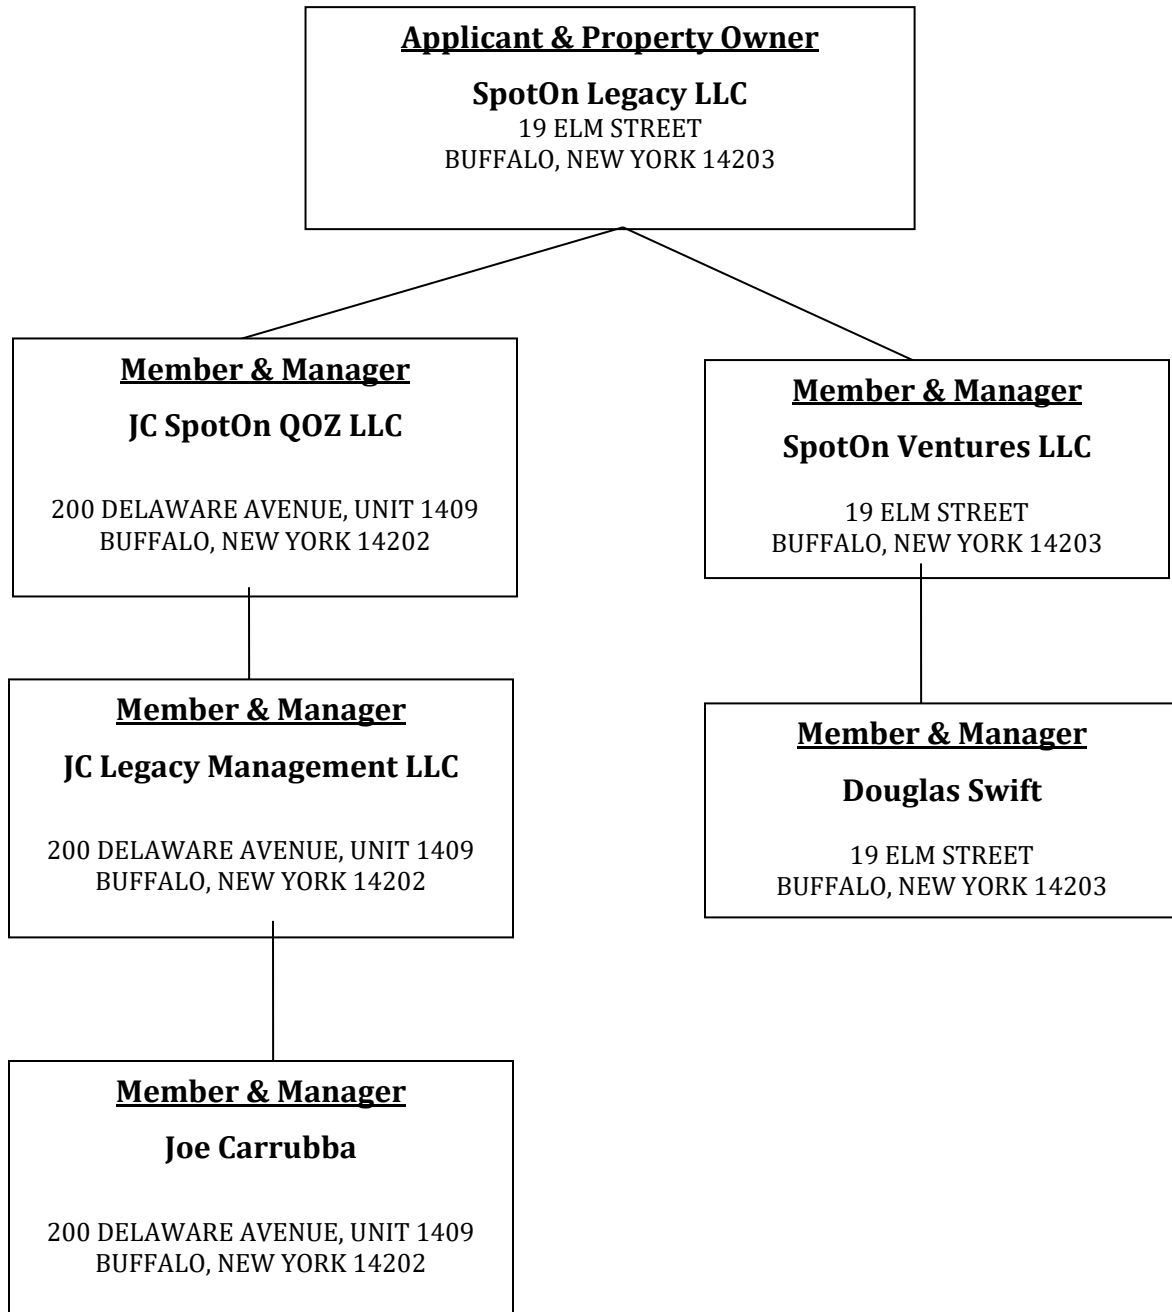 Applicant & Property Owner
SpotOn Legacy LLC
19 ELM STREET
BUFFALO, NEW YORK 14203
Member & Manager
JC SpotOn QOZ LLC
200 DELAWARE AVENUE, UNIT 1409
BUFFALO, NEW YORK 14202
Member & Manager
SpotOn Ventures LLC
19 ELM STREET
BUFFALO, NEW YORK 14203
Member & Manager
JC Legacy Management LLC
200 DELAWARE AVENUE, UNIT 1409
BUFFALO, NEW YORK 14202
Member & Manager
Douglas Swift
19 ELM STREET
BUFFALO, NEW YORK 14203
Member & Manager
Joe Carrubba
200 DELAWARE AVENUE, UNIT 1409
BUFFALO, NEW YORK 14202